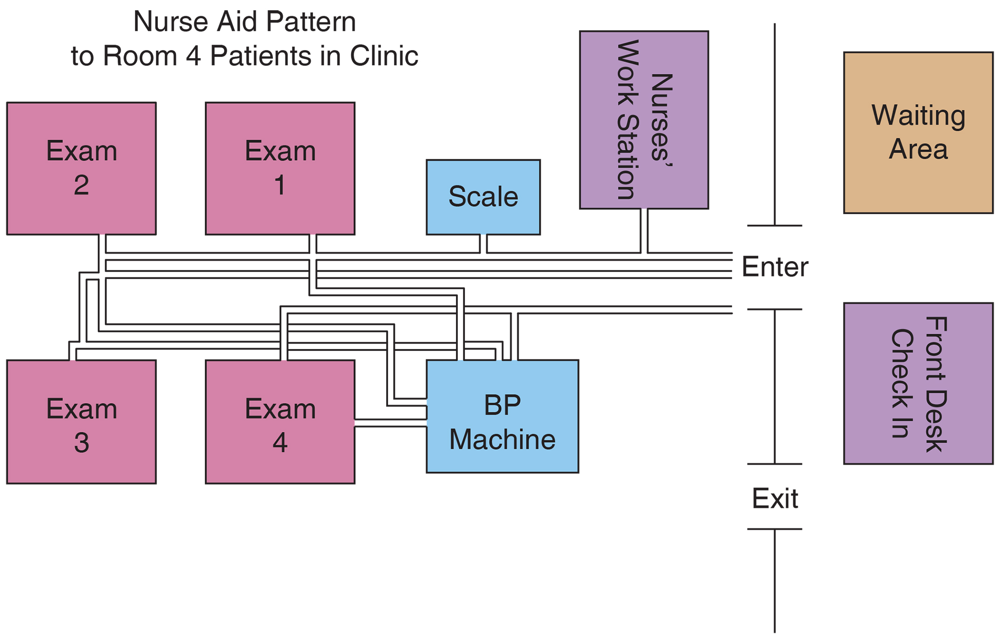 Nurse Aid Pattern
to Room 4 Patients in Clinic
Nurses’
Work Station
Waiting
Area
Exam
2
Exam
1
Scale
Enter
Front Desk
Check In
Exam
3
Exam
4
BP
Machine
Exit